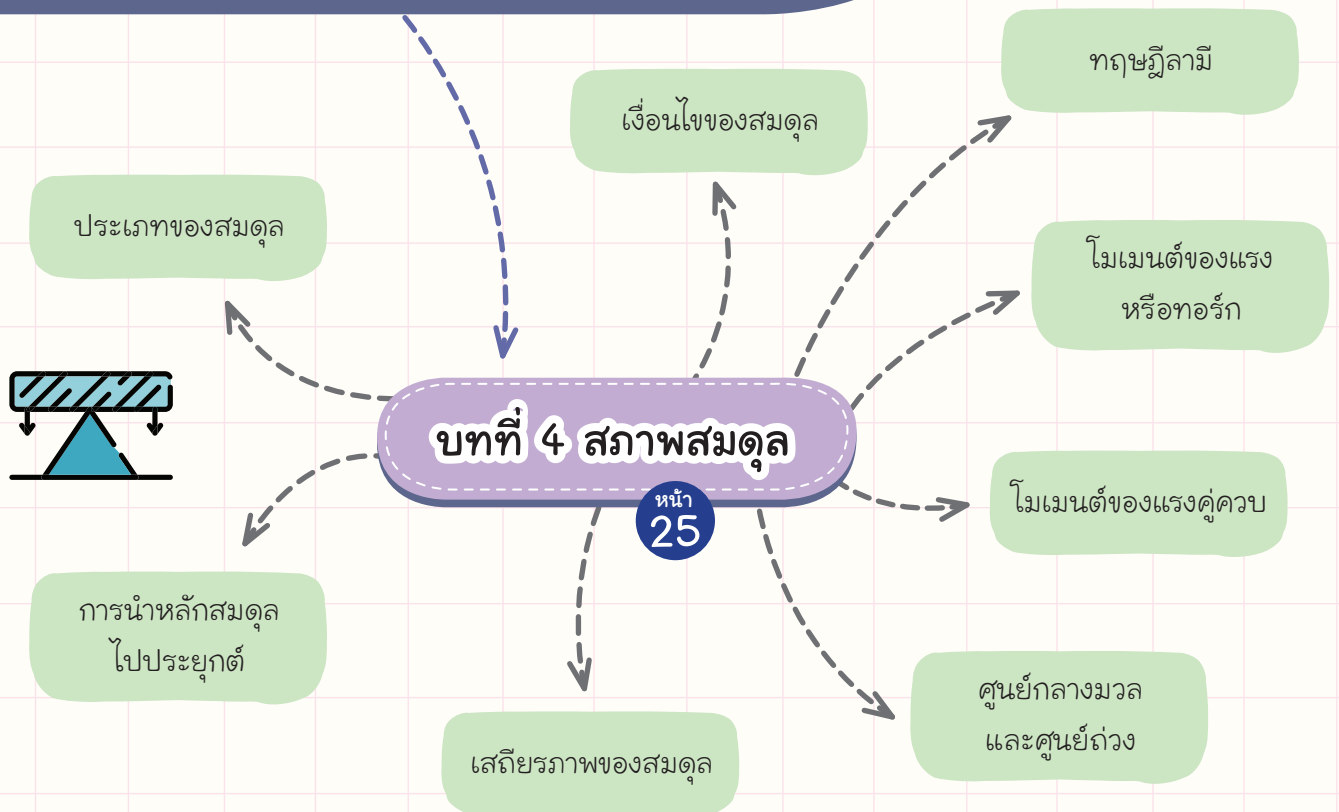 ทฤษฎีลามี
เงื่อนไขของสมดุล
ประเภทของสมดุล
โมเมนต์ของแรง
หรือทอร์ก
บทที่ 4 สภาพสมดุล
หน้า
25
โมเมนต์ของแรงคู่ควบ
การนำหลักสมดุล
ไปประยุกต์
ศูนย์กลางมวล
และศูนย์ถ่วง
เสถียรภาพของสมดุล